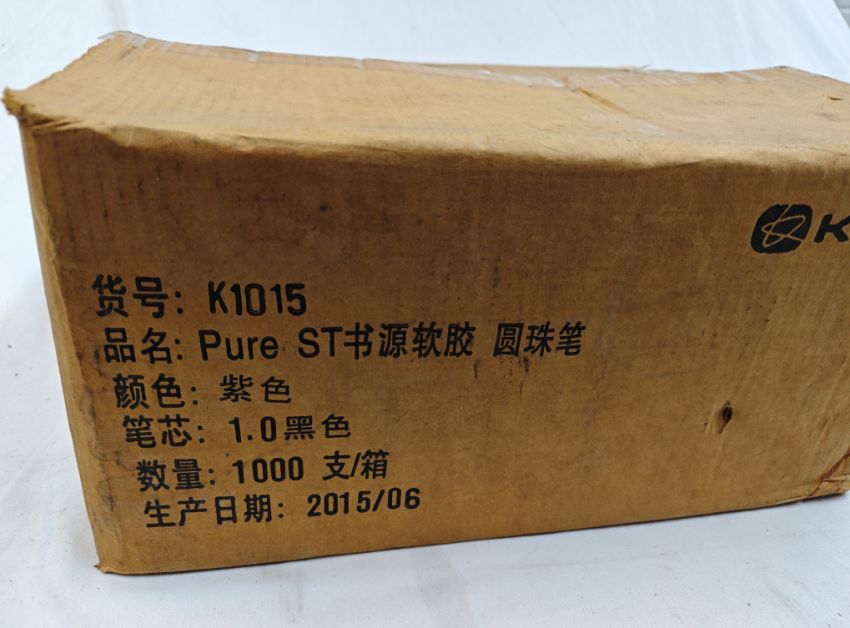 K
货号: K1015
品名: Pure ST书源软胶 圆珠笔
颜色: 紫色
笔芯: 1.0黑色
数量: 1000 支/箱
生产日期: 2015/06